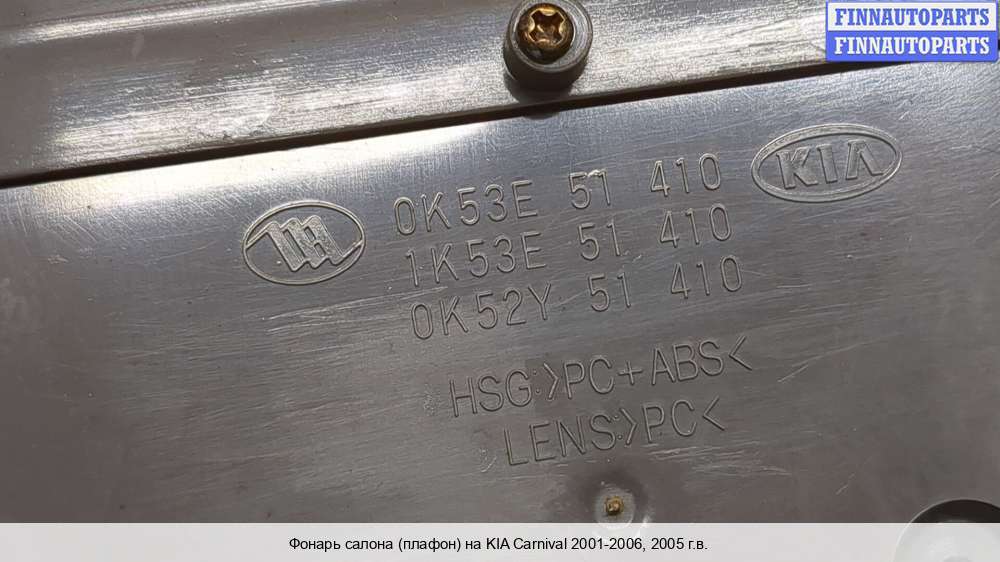 FINNAUTOPARTS
FINNAUTOPARTS
0K53E 51 410
KIA
1K53E 51 410
0K52Y 51 410
HSG:>PC+ABS<
LENS:>PC<
Фонарь салона (плафон) на KIA Carnival 2001-2006, 2005 г.в.